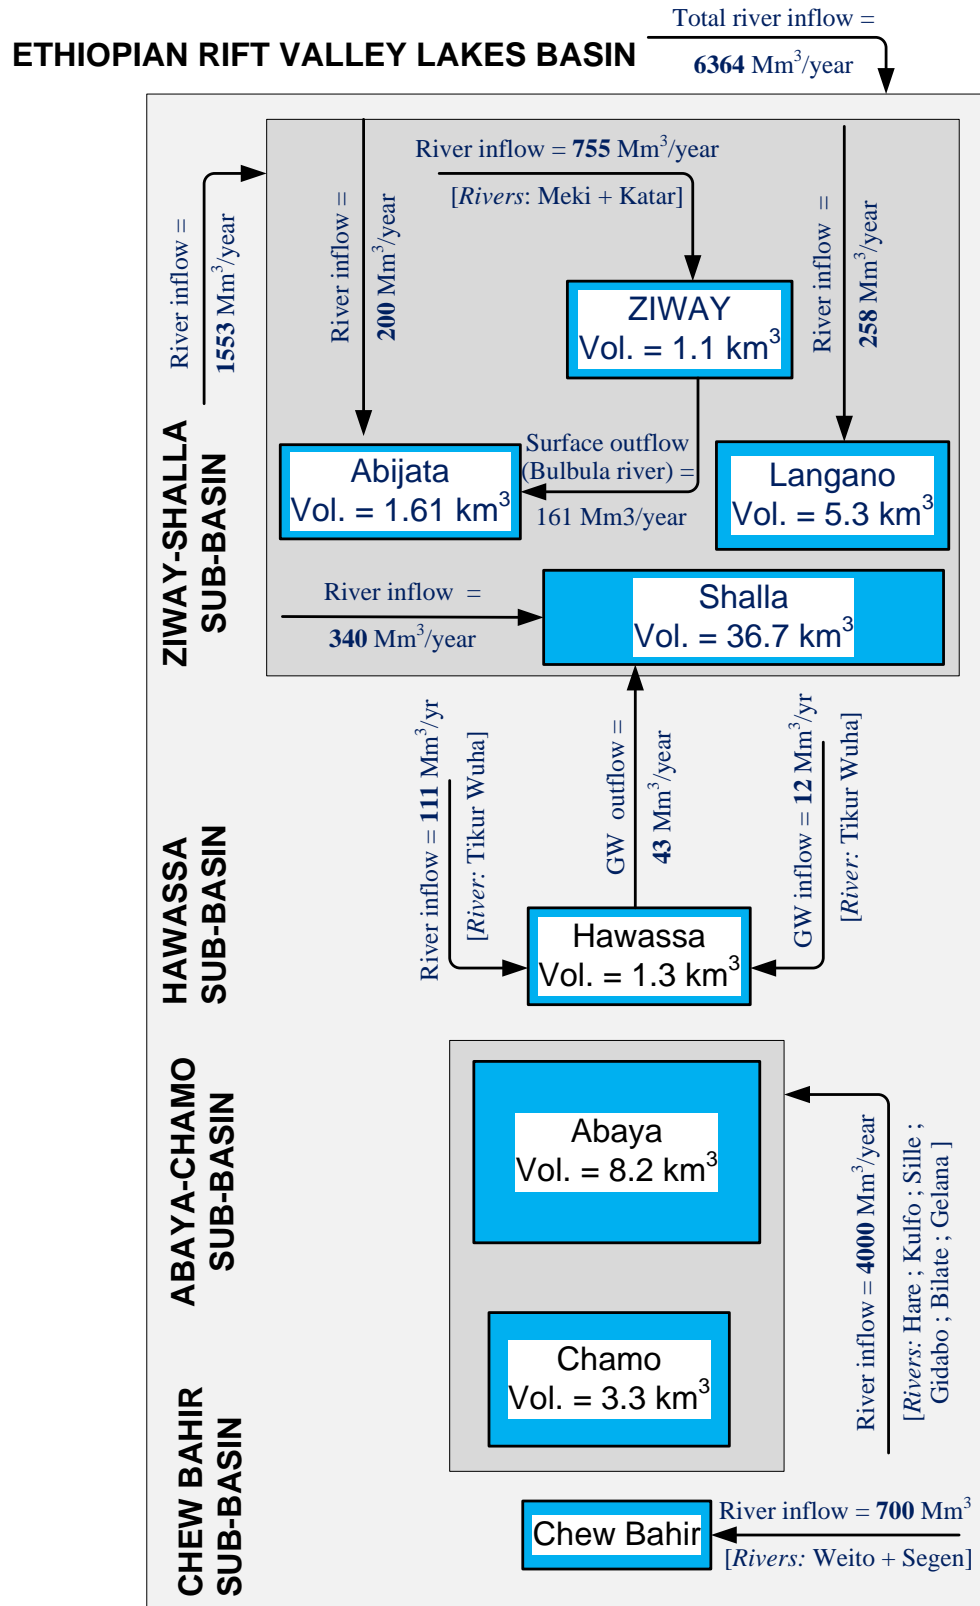 ETHIOPIAN RIFT VALLEY LAKES BASIN
Total river inflow =
6364 Mm³/year
River inflow =
1553 Mm³/year
River inflow =
200 Mm³/year
River inflow = 755 Mm³/year
[Rivers: Meki + Katar]
River inflow =
258 Mm³/year
ZIWAY
Vol. = 1.1 km³
ZIWAY-SHALLA
SUB-BASIN
Abijata
Vol. = 1.61 km³
Surface outflow
(Bulbula river) =
161 Mm3/year
Langano
Vol. = 5.3 km³
River inflow =
340 Mm³/year
Shalla
Vol. = 36.7 km³
HAWASSA
SUB-BASIN
River inflow = 111 Mm³/yr
[River: Tikur Wuha]
GW outflow =
43 Mm³/year
GW inflow = 12 Mm³/yr
[River: Tikur Wuha]
Hawassa
Vol. = 1.3 km³
ABAYA-CHAMO
SUB-BASIN
Abaya
Vol. = 8.2 km³
River inflow = 4000 Mm³/year
[Rivers: Hare ; Kulfo ; Sille ;
Gidabo ; Bilate ; Gelana ]
Chamo
Vol. = 3.3 km³
CHEW BAHIR
SUB-BASIN
Chew Bahir
River inflow = 700 Mm³
[Rivers: Weito + Segen]